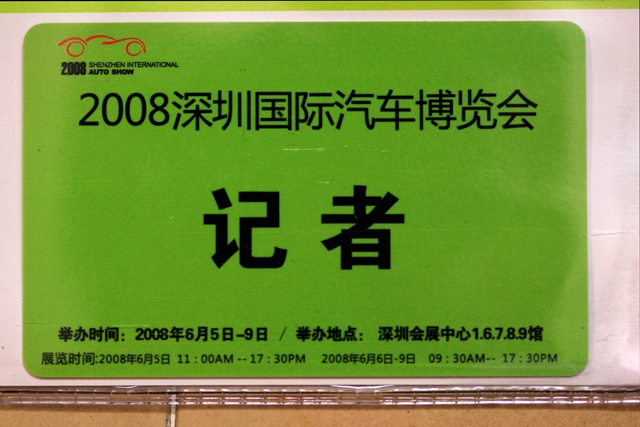 2008 SHENZHEN INTERNATIONAL
AUTO SHOW
2008深圳国际汽车博览会
记者
举办时间：2008年6月5日-9日 / 举办地点： 深圳会展中心1.6.7.8.9馆
展览时间:2008年6月5日 11：00AM--17：30PM 2008年6月6日-9日 09：30AM--17：30PM